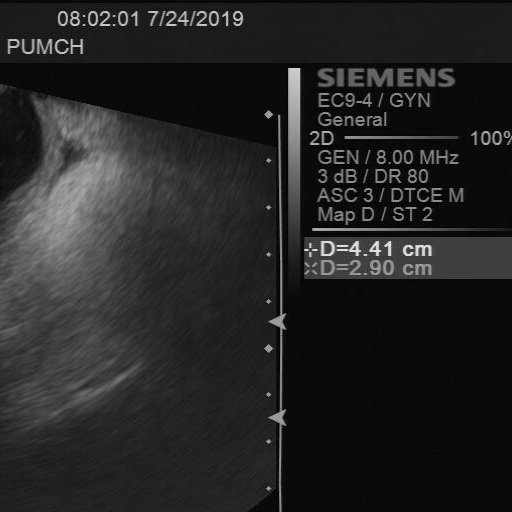 08:02:01 7/24/2019
PUMCH
SIEMENS
EC9-4 / GYN
General
2D 100%
GEN / 8.00 MHz
3 dB / DR 80
ASC 3 / DTCE M
Map D / ST 2
D=4.41 cm
D=2.90 cm